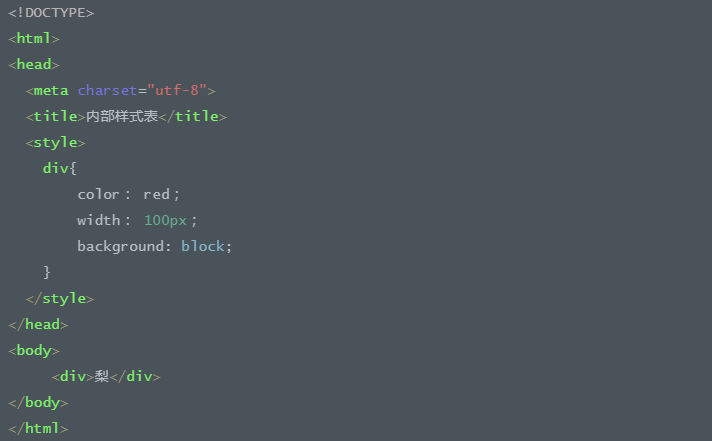 <!DOCTYPE>
<html>
<head>
  <meta charset="utf-8">
  <title>内部样式表</title>
  <style>
    div{
        color： red；
        width： 100px；
        background: block;
    }
  </style>
</head>
<body>
     <div>梨</div>
</body>
</html>